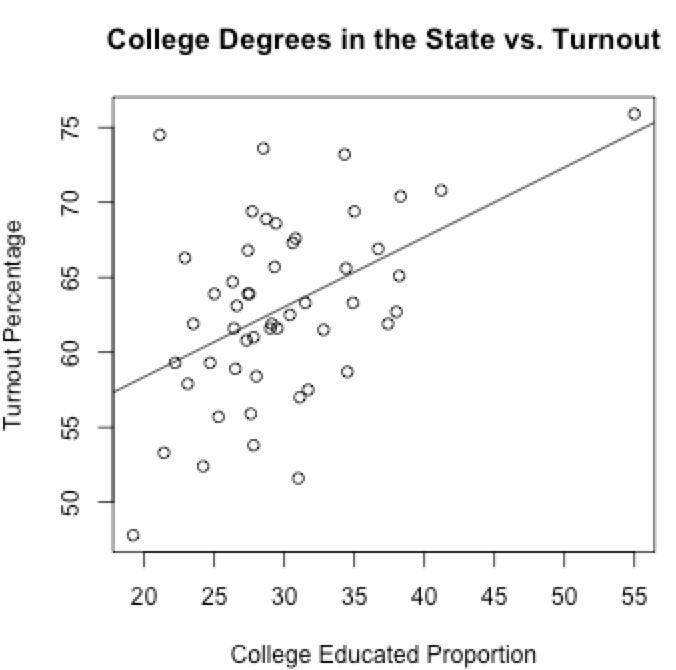 College Degrees in the State vs. Turnout
Turnout Percentage
75
70
65
60
55
50
20 25 30 35 40 45 50 55
College Educated Proportion